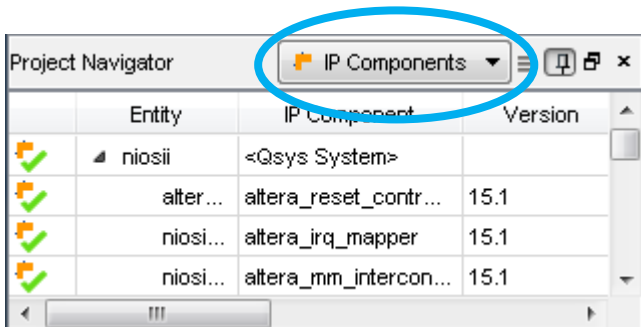 Project Navigator IP Components
Entity IP Component Version
niosii <Qsys System>
alter... altera_reset_contr... 15.1
niosi... altera_irq_mapper 15.1
niosi... altera_mm_intercon... 15.1